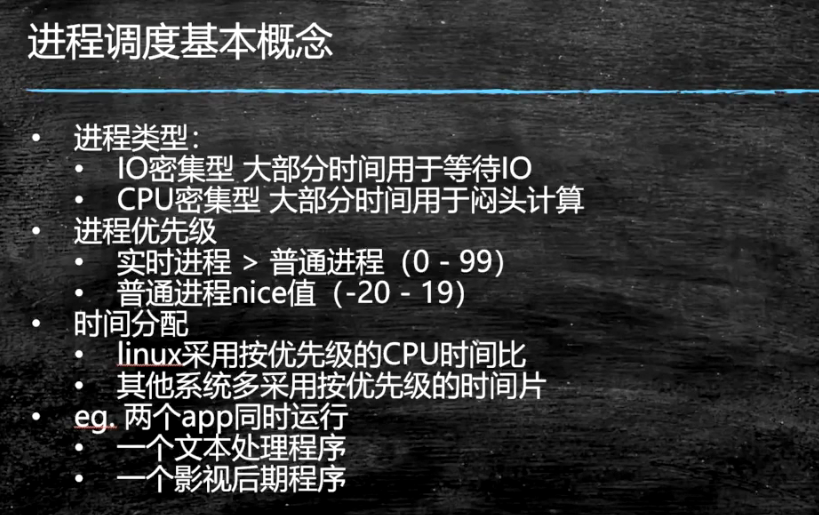 进程调度基本概念
• 进程类型：
• IO密集型 大部分时间用于等待IO
• CPU密集型 大部分时间用于闷头计算
• 进程优先级
• 实时进程 > 普通进程（0 - 99）
• 普通进程nice值（-20 - 19）
• 时间分配
• linux采用按优先级的CPU时间比
• 其他系统多采用按优先级的时间片
• eg. 两个app同时运行
• 一个文本处理程序
• 一个影视后期程序